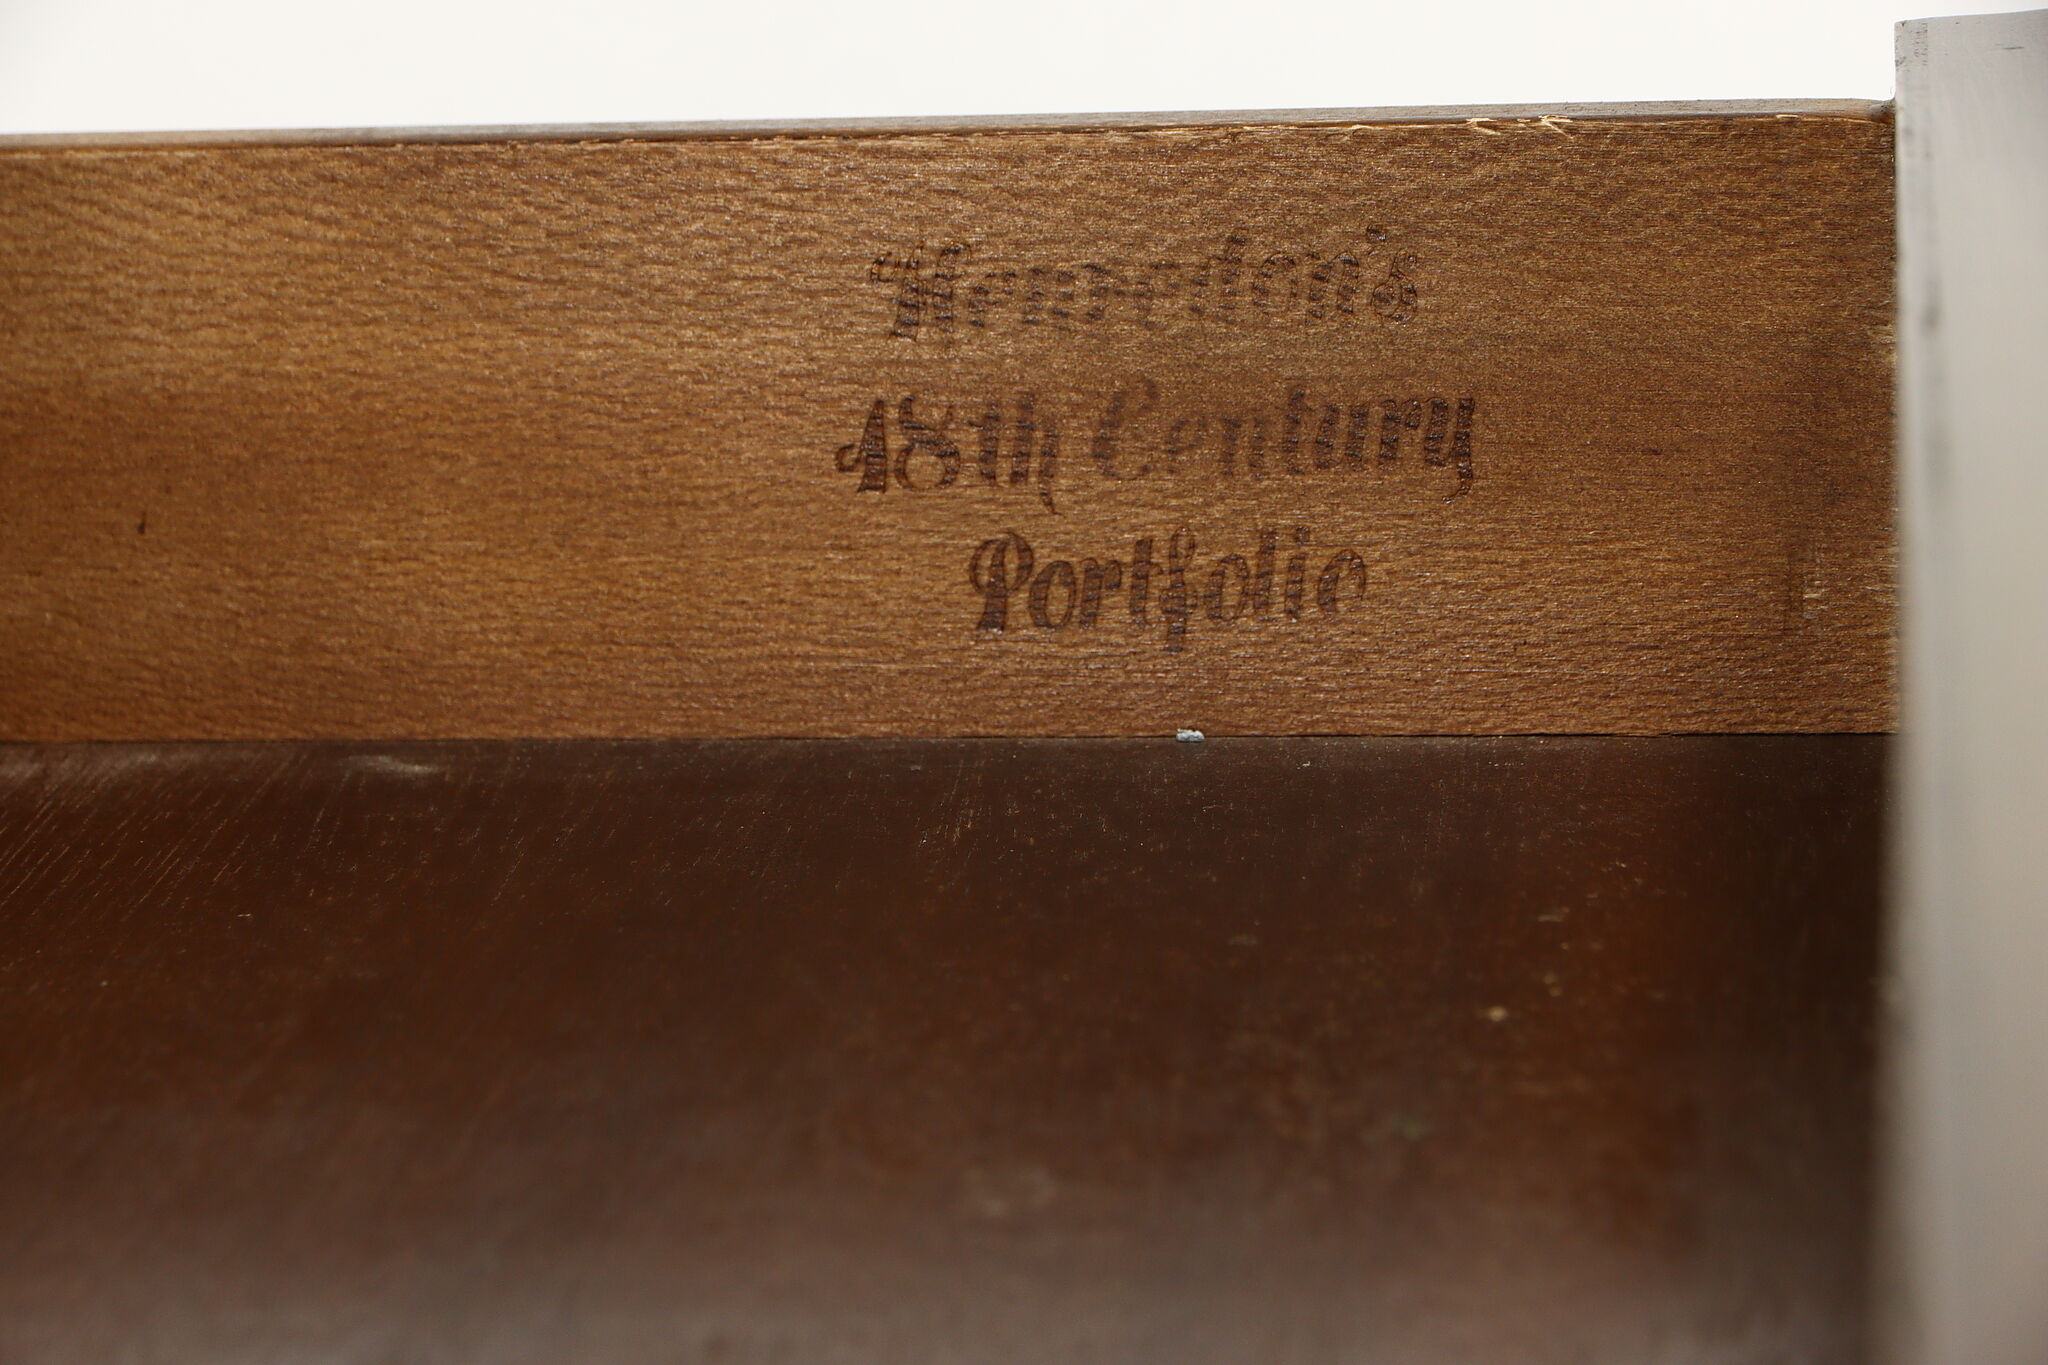 Henredon's
18th Century
Portfolio